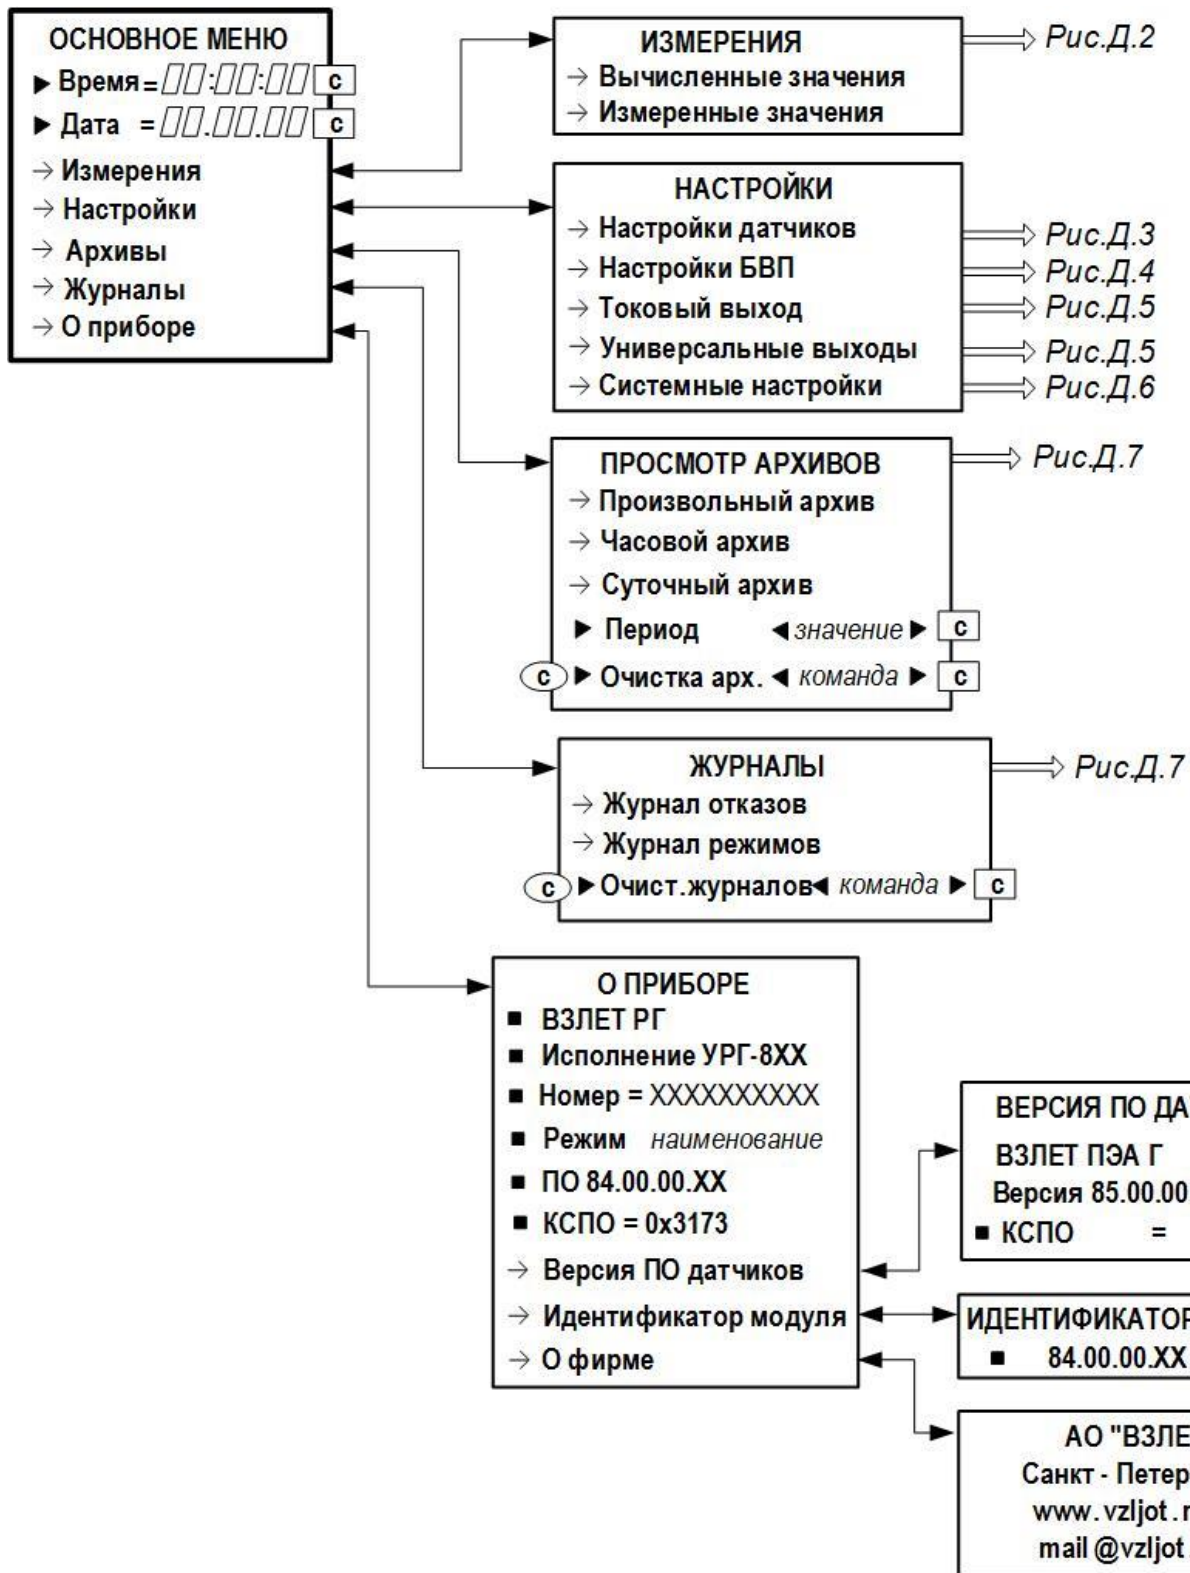 ОСНОВНОЕ МЕНЮ
Время=00:00:00 с
Дата =00.00.00 с
Измерения
Настройки
Архивы
Журналы
О приборе
ИЗМЕРЕНИЯ
Вычисленные значения
Измеренные значения
Рис.Д.2
НАСТРОЙКИ
Настройки датчиков
Рис.Д.3
Настройки БВП
Рис.Д.4
Токовый выход
Рис.Д.5
Универсальные выходы
Рис.Д.5
Системные настройки
Рис.Д.6
ПРОСМОТР АРХИВОВ
Рис.Д.7
Произвольный архив
Часовой архив
Суточный архив
Период значение с
с Очистка арх. команда с
ЖУРНАЛЫ
Рис.Д.7
Журнал отказов
Журнал режимов
с Очист.журналов команда с
О ПРИБОРЕ
ВЗЛЕТ РГ
Исполнение УРГ-8ХХ
Номер = ХХХХХХХХХХ
Режим наименование
ПО 84.00.00.ХХ
КСПО = 0x3173
Версия ПО датчиков
Идентификатор модуля
О фирме
ВЕРСИЯ ПО ДА
ВЗЛЕТ ПЭА Г
Версия 85.00.00
КСПО =
ИДЕНТИФИКАТОР
84.00.00.ХХ
АО "ВЗЛЕ
Санкт - Петер
www.vzljot.r
mail @vzljot.